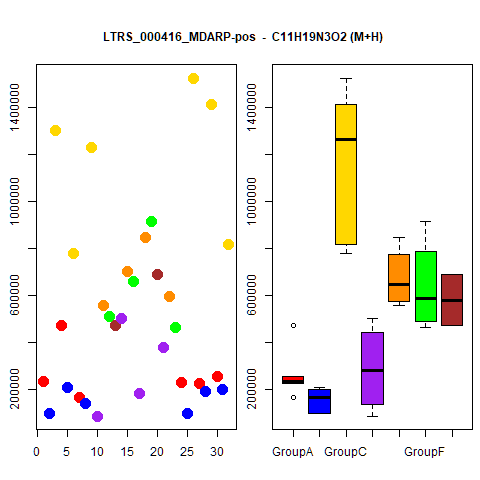 LTRS_000416_MDARP-pos - C11H19N3O2 (M+H)
1400000
1000000
600000
200000
0 5 10 15 20 25 30
1400000
1000000
600000
200000
GroupA GroupC GroupF